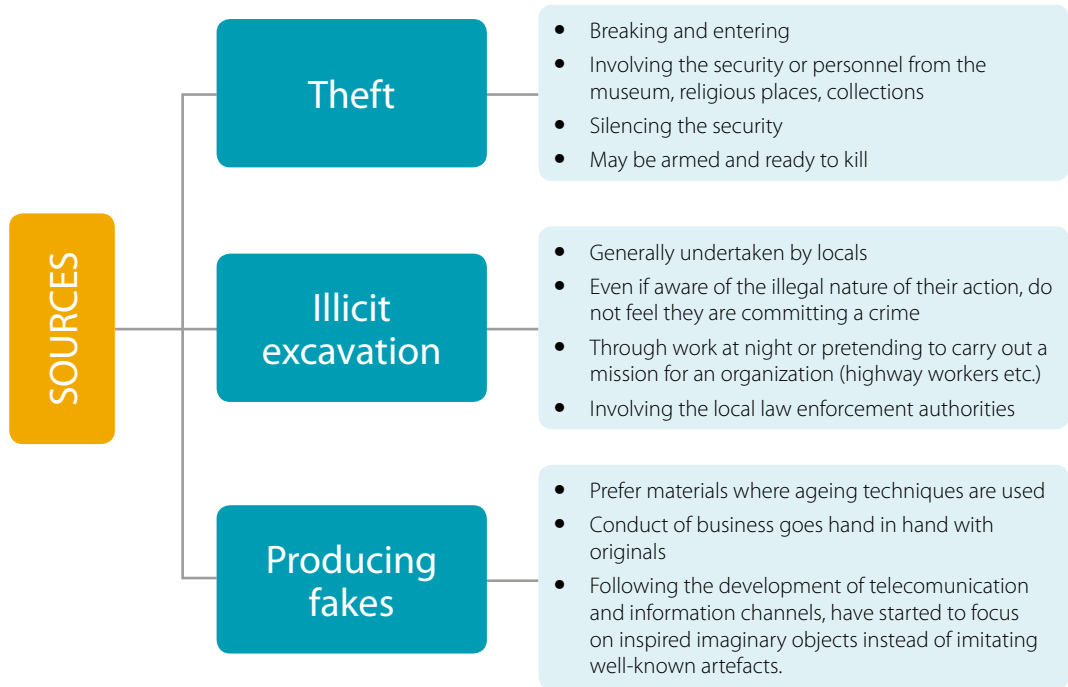 SOURCES
Theft
• Breaking and entering
• Involving the security or personnel from the
museum, religious places, collections
• Silencing the security
• May be armed and ready to kill
Illicit
excavation
• Generally undertaken by locals
• Even if aware of the illegal nature of their action, do
not feel they are committing a crime
• Through work at night or pretending to carry out a
mission for an organization (highway workers etc.)
• Involving the local law enforcement authorities
Producing
fakes
• Prefer materials where ageing techniques are used
• Conduct of business goes hand in hand with
originals
• Following the development of telecomunication
and information channels, have started to focus
on inspired imaginary objects instead of imitating
well-known artefacts.